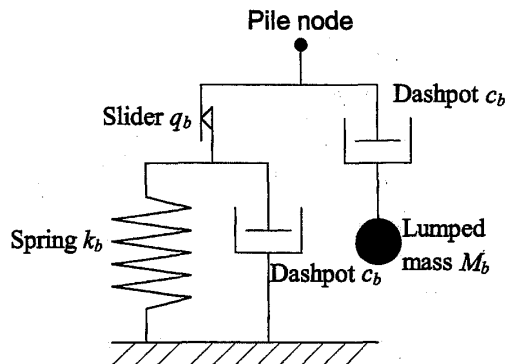 Pile node
Dashpot c_b
Slider q_b
Spring k_b
Dashpot c_b
Lumped
mass M_b